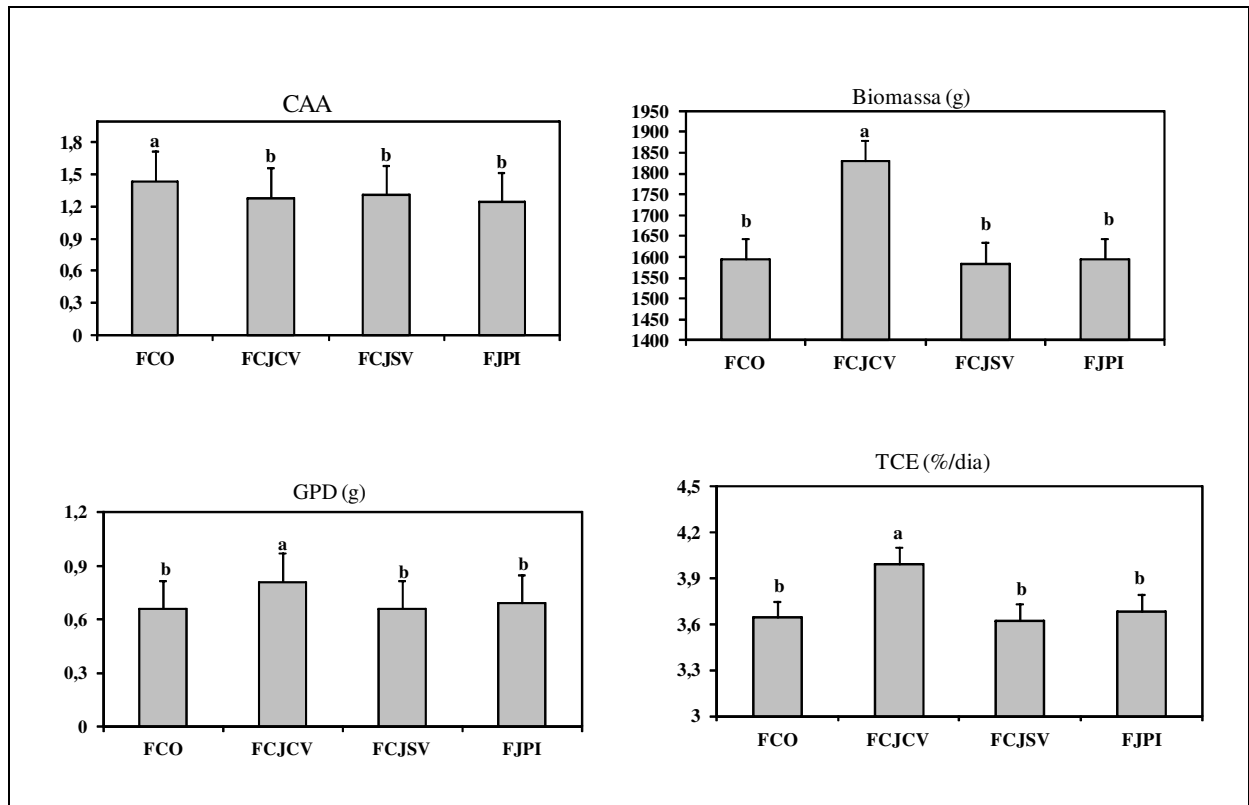 CAA
1,8
1,5
1,2
0,9
0,6
0,3
0
a
b
b
b
FCO FCJCV FCJSV FJPI
Biomassa (g)
1950
1900
1850
1800
1750
1700
1650
1600
1550
1500
1450
1400
b
a
b
b
FCO FCJCV FCJSV FJPI
GPD (g)
1,2
0,9
0,6
0,3
0
b
a
b
b
FCO FCJCV FCJSV FJPI
TCE (%/dia)
4,5
4,2
3,9
3,6
3,3
3
b
a
b
b
FCO FCJCV FCJSV FJPI